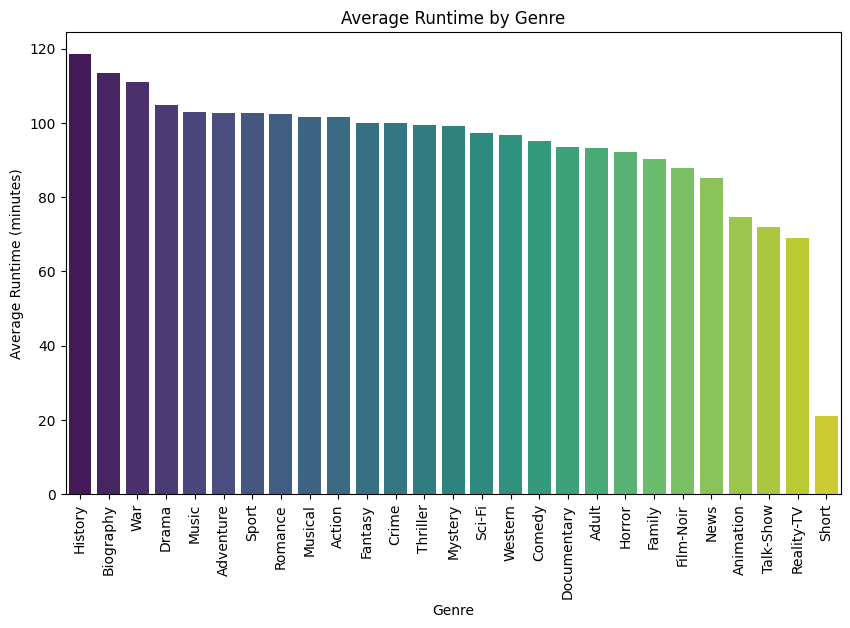 Average Runtime by Genre
Average Runtime (minutes)
120
100
80
60
40
20
0
History
Biography
War
Drama
Music
Adventure
Sport
Romance
Musical
Action
Fantasy
Crime
Thriller
Mystery
Sci-Fi
Western
Comedy
Documentary
Adult
Horror
Family
Film-Noir
News
Animation
Talk-Show
Reality-TV
Short
Genre